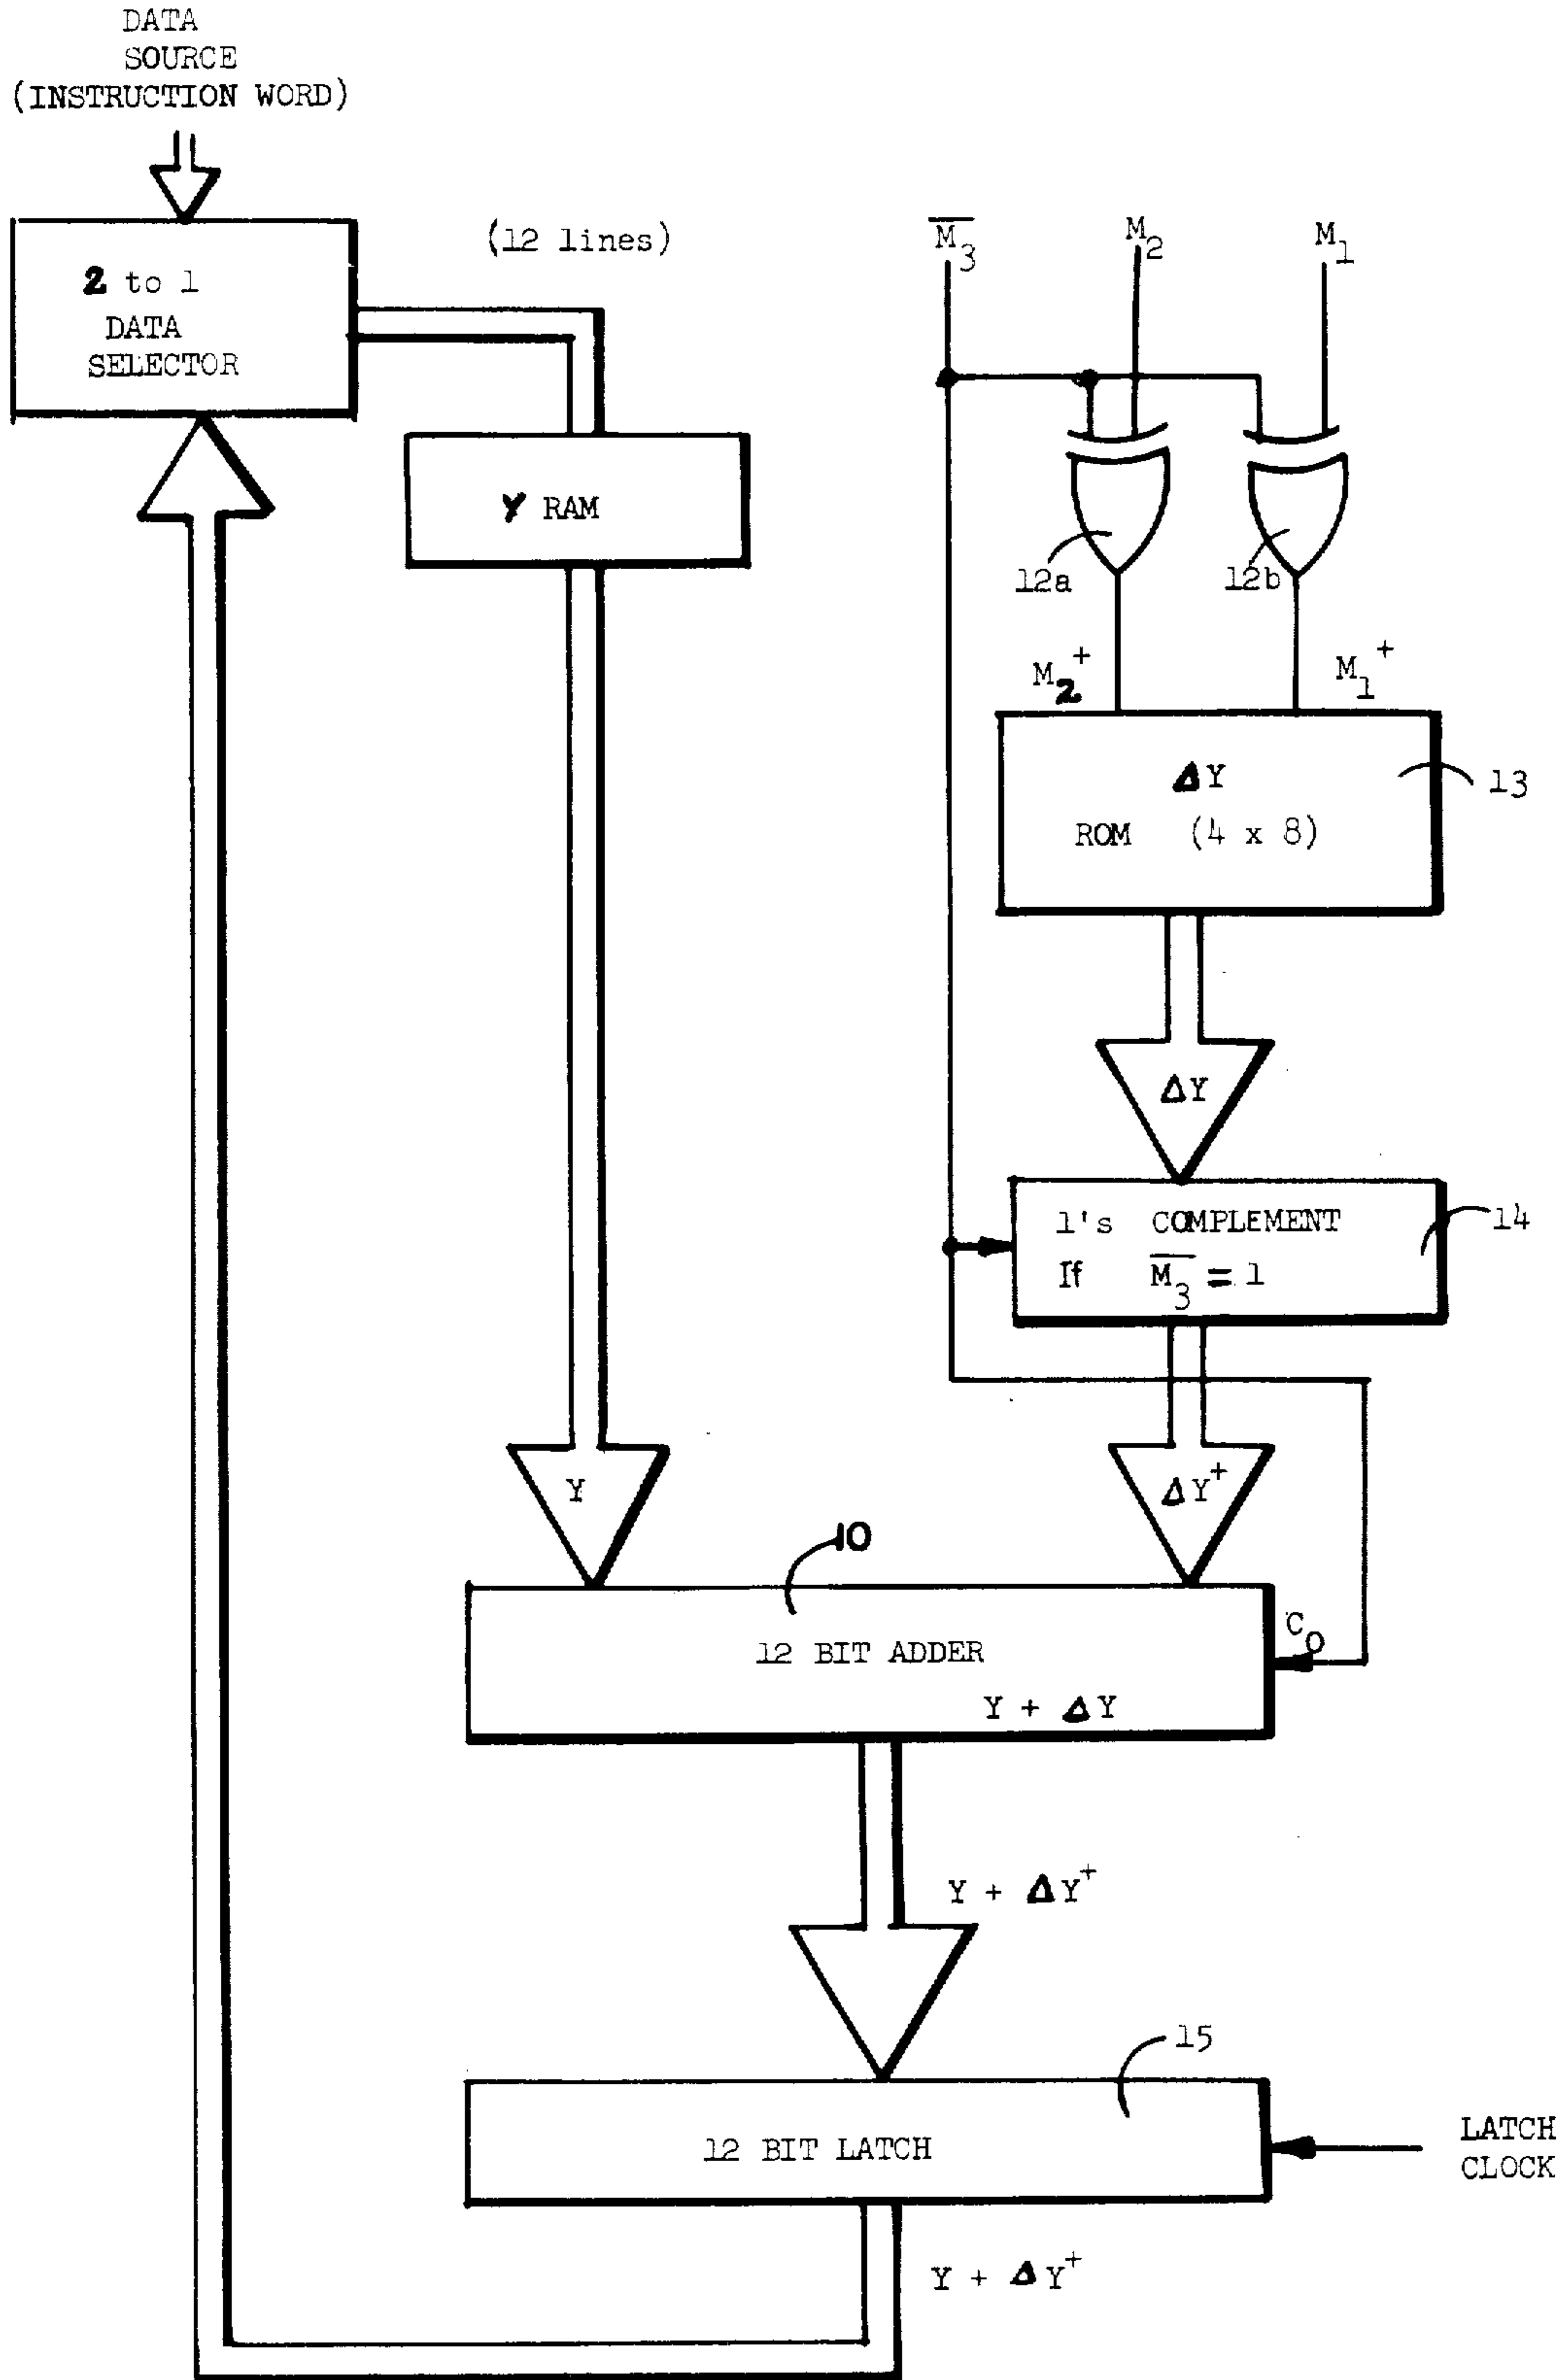 DATA
SOURCE
(INSTRUCTION WORD)
2 to 1
DATA
SELECTOR
(12 lines)
Y RAM
M̅₃
M₂
M₁
12a
12b
M₂⁺
M₁⁺
ΔY
ROM (4 x 8)
13
ΔY
1's COMPLEMENT
If M̅₃ = 1
14
Y
ΔY⁺
10
12 BIT ADDER
Y + ΔY
C₀
Y + ΔY⁺
15
12 BIT LATCH
LATCH
CLOCK
Y + ΔY⁺